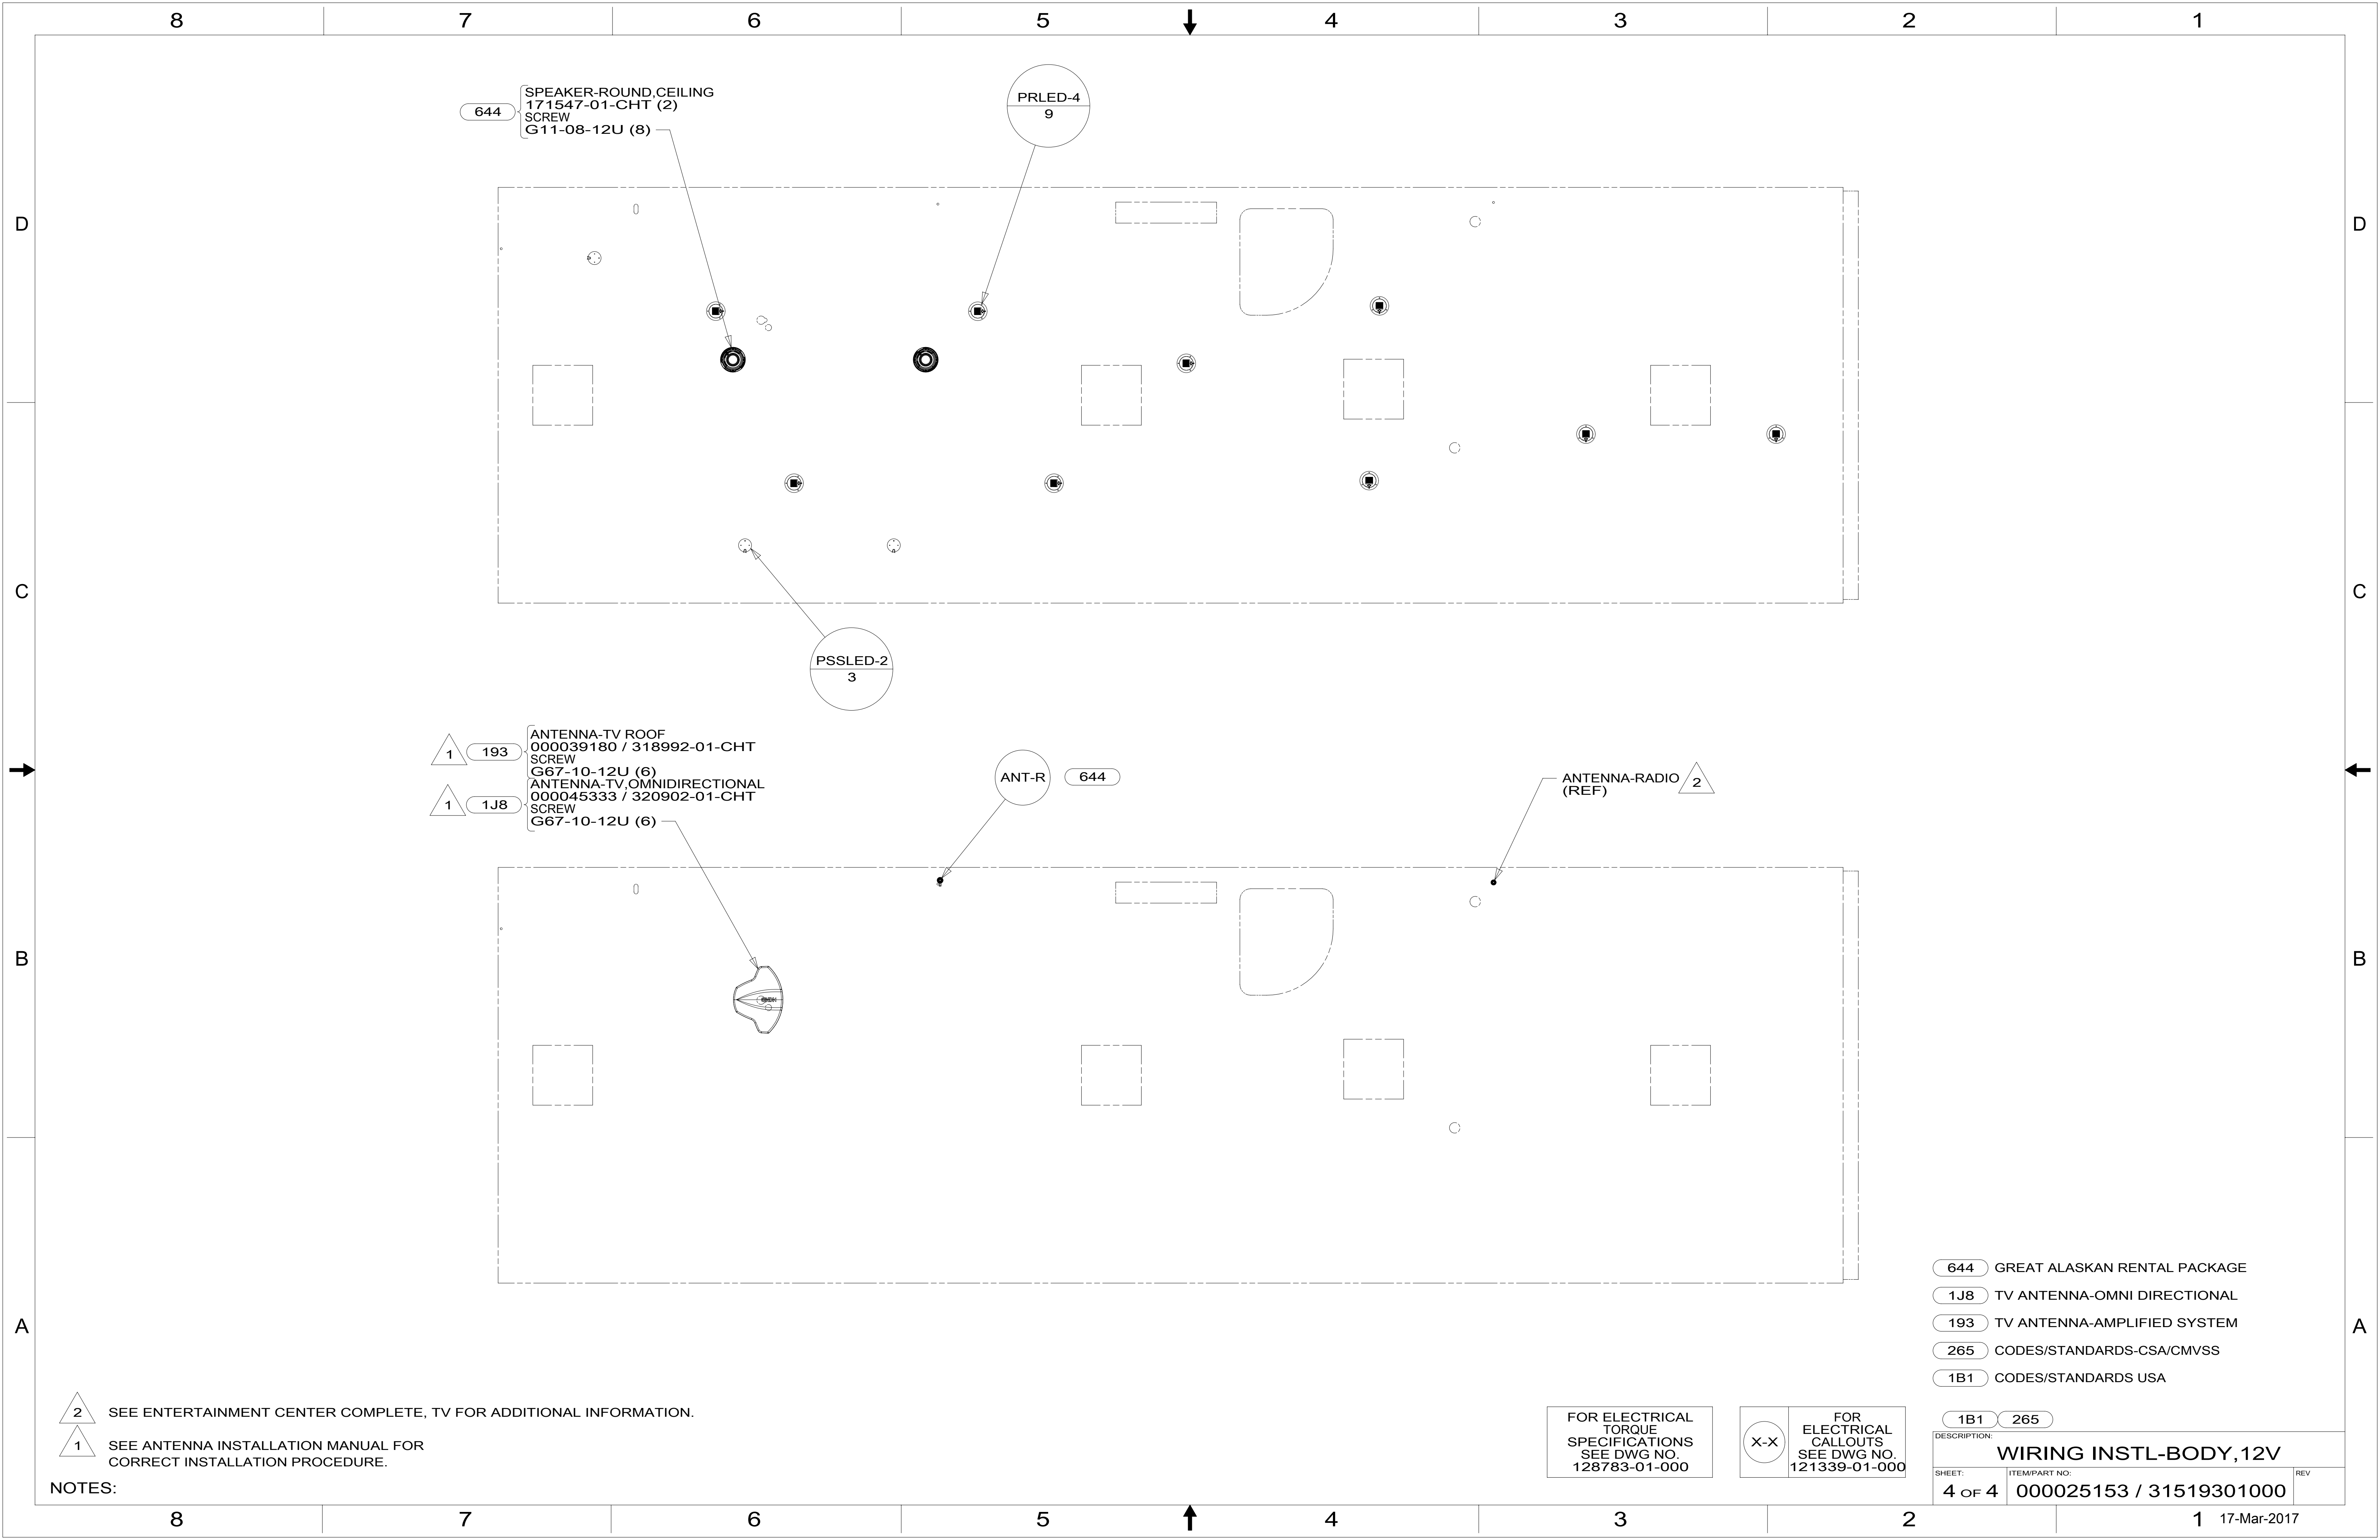 8 7 6 5 4 3 2 1
SPEAKER-ROUND,CEILING
171547-01-CHT (2)
SCREW
G11-08-12U (8)
644
PRLED-4
9
D D
C C
PSSLED-2
3
ANTENNA-TV ROOF
000039180 / 318992-01-CHT
SCREW
G67-10-12U (6)
1 193
ANTENNA-TV,OMNIDIRECTIONAL
000045333 / 320902-01-CHT
SCREW
G67-10-12U (6)
1 1J8
ANT-R 644
ANTENNA-RADIO 2
(REF)
B B
A A
644 GREAT ALASKAN RENTAL PACKAGE
1J8 TV ANTENNA-OMNI DIRECTIONAL
193 TV ANTENNA-AMPLIFIED SYSTEM
265 CODES/STANDARDS-CSA/CMVSS
1B1 CODES/STANDARDS USA
2 SEE ENTERTAINMENT CENTER COMPLETE, TV FOR ADDITIONAL INFORMATION.
1 SEE ANTENNA INSTALLATION MANUAL FOR
CORRECT INSTALLATION PROCEDURE.
NOTES:
FOR ELECTRICAL
TORQUE
SPECIFICATIONS
SEE DWG NO.
128783-01-000
X-X
FOR
ELECTRICAL
CALLOUTS
SEE DWG NO.
121339-01-000
1B1 265
DESCRIPTION:
WIRING INSTL-BODY,12V
SHEET:
4 OF 4
ITEM/PART NO:
000025153 / 31519301000
REV
8 7 6 5 4 3 2 1
17-Mar-2017